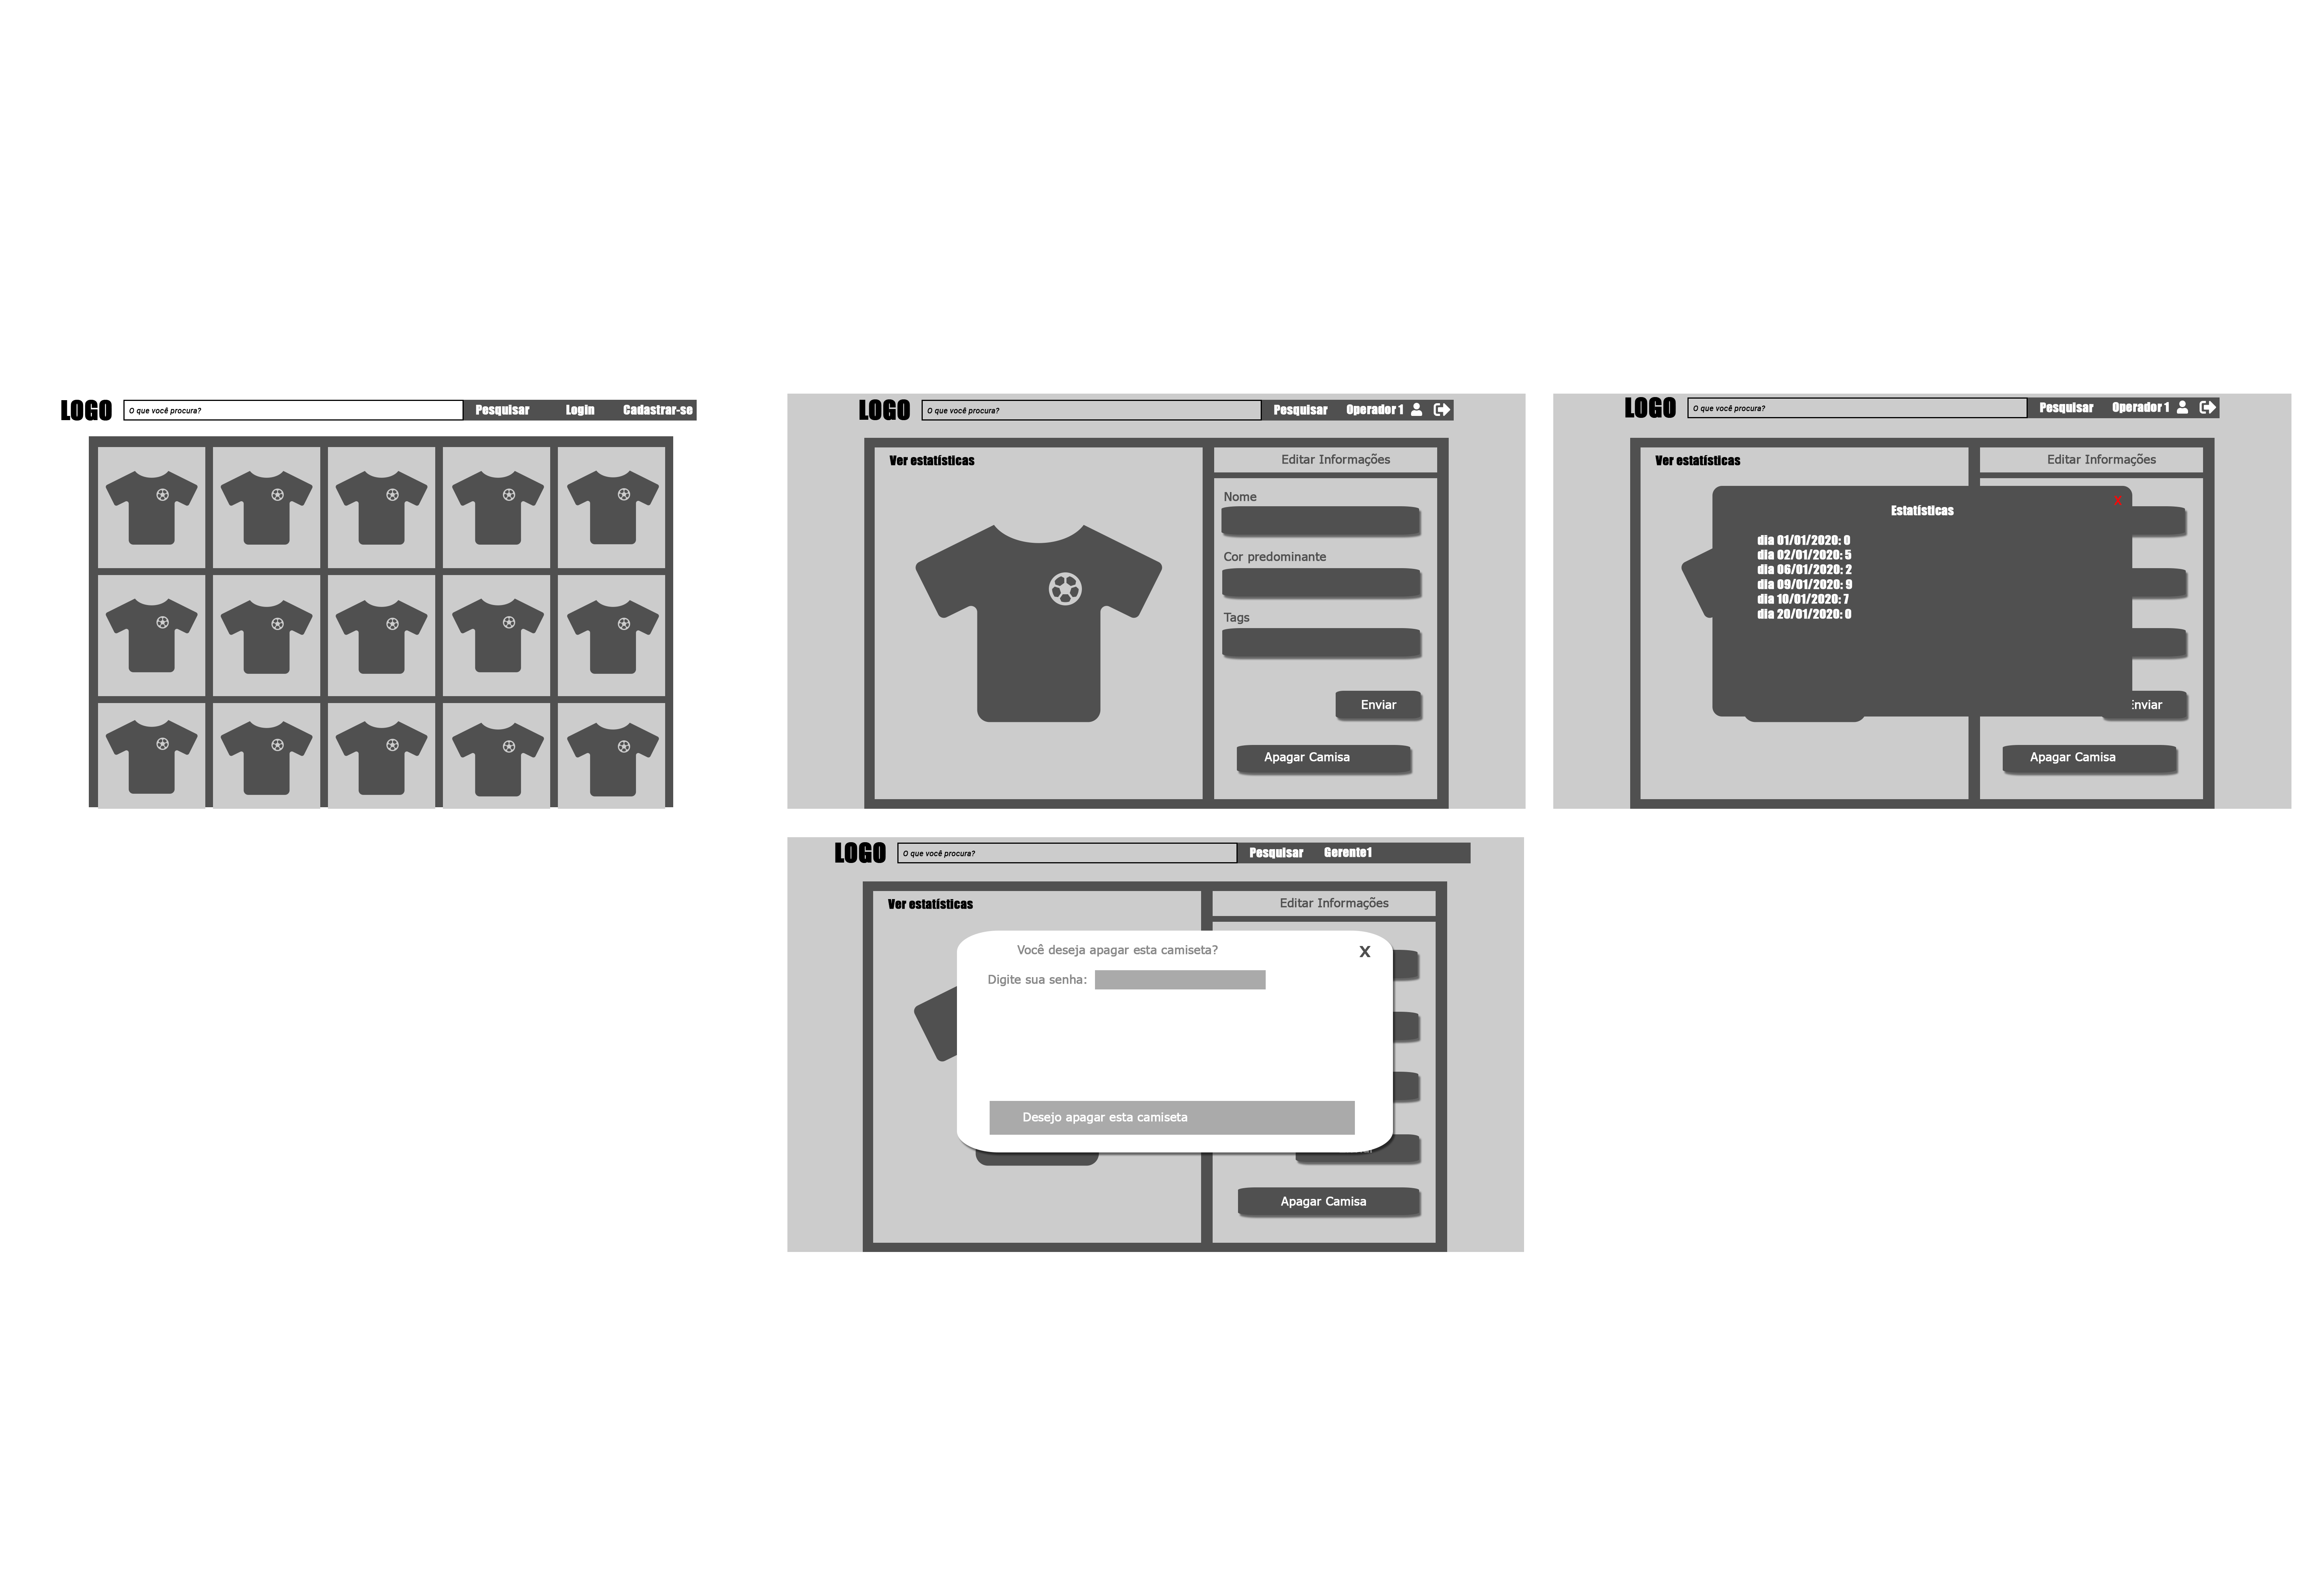 LOGO O que você procura? Pesquisar Login Cadastrar-se
LOGO O que você procura? Pesquisar Operador 1
Ver estatísticas
Editar Informações
Nome
Cor predominante
Tags
Enviar
Apagar Camisa
LOGO O que você procura? Pesquisar Operador 1
Ver estatísticas
Editar Informações
X
Estatísticas
dia 01/01/2020: 0
dia 02/01/2020: 5
dia 06/01/2020: 2
dia 09/01/2020: 9
dia 10/01/2020: 7
dia 20/01/2020: 0
Enviar
Apagar Camisa
LOGO O que você procura? Pesquisar Gerente1
Ver estatísticas
Editar Informações
Você deseja apagar esta camiseta? X
Digite sua senha:
Desejo apagar esta camiseta
Apagar Camisa